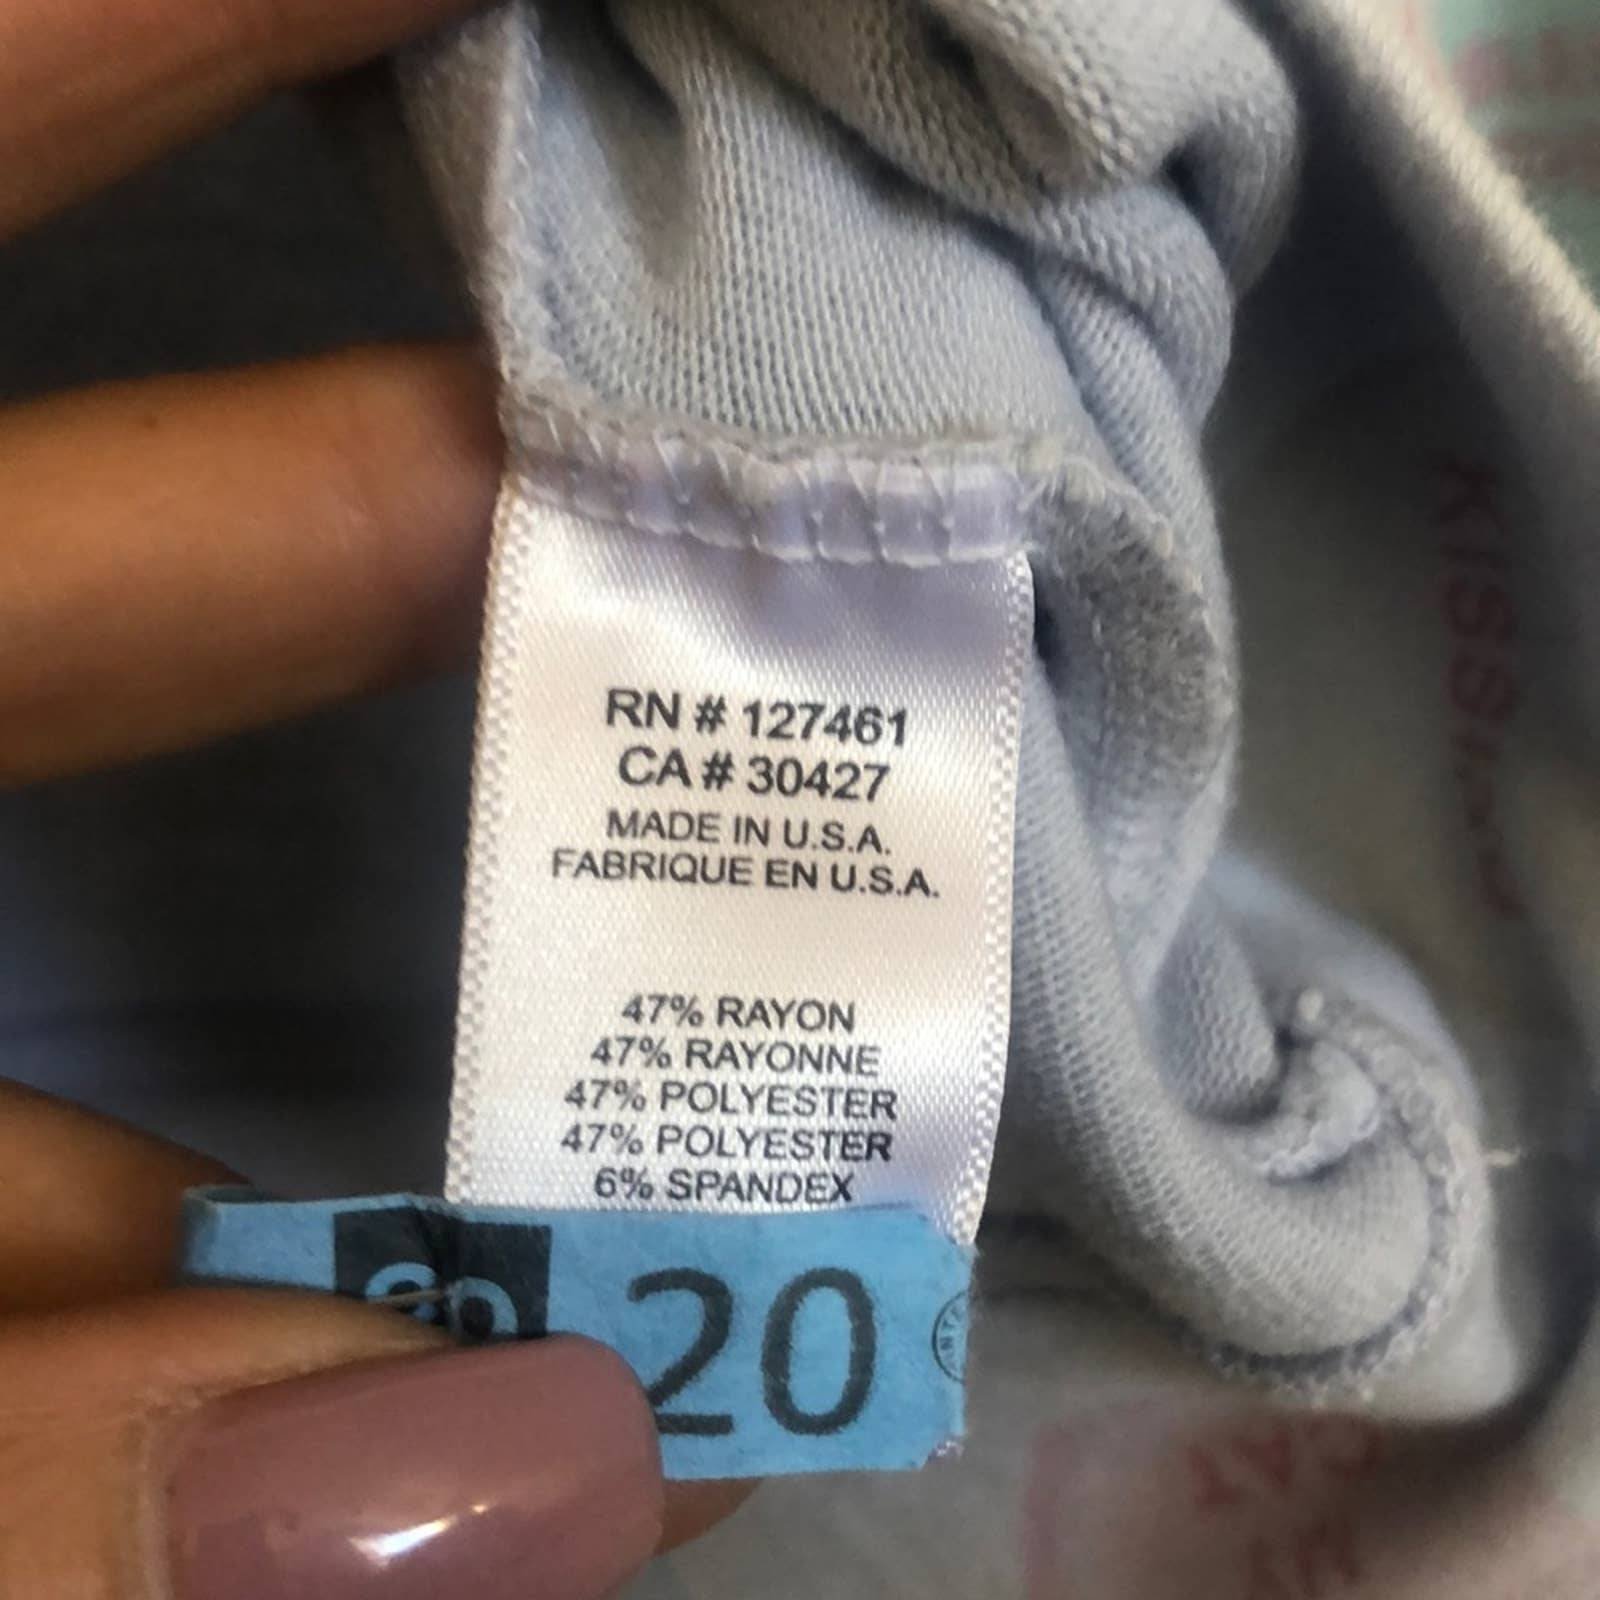 RN # 127461
CA # 30427
MADE IN U.S.A.
FABRIQUE EN U.S.A.
47% RAYON
47% RAYONNE
47% POLYESTER
47% POLYESTER
6% SPANDEX
20